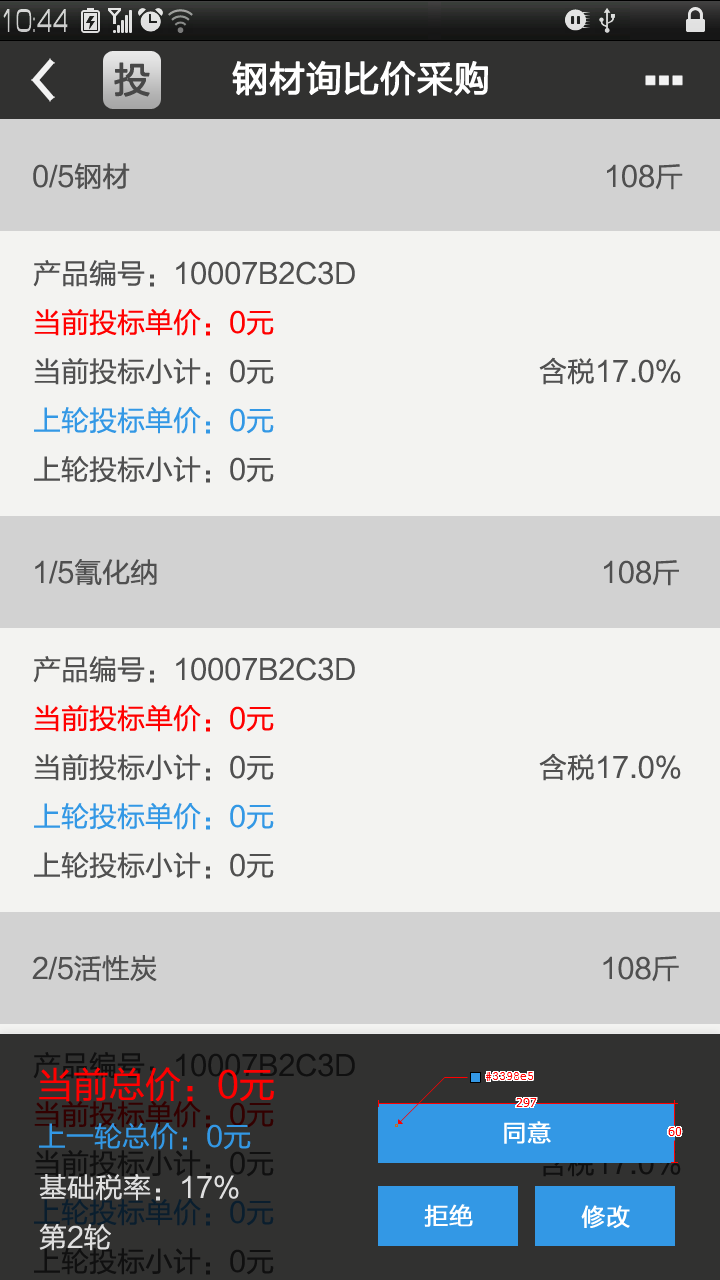 10:44
投
钢材询比价采购
0/5钢材 108斤
产品编号：10007B2C3D
当前投标单价：0元
当前投标小计：0元 含税17.0%
上轮投标单价：0元
上轮投标小计：0元
1/5氰化纳 108斤
产品编号：10007B2C3D
当前投标单价：0元
当前投标小计：0元 含税17.0%
上轮投标单价：0元
上轮投标小计：0元
2/5活性炭 108斤
产品编号：10007B2C3D
当前总价：0元
#3398e5
297
当前投标单价：0元
上一轮总价：0元
同意
60
当前投标小计：0元 含税17.0%
基础税率：17%
上轮投标单价：0元
拒绝
修改
第2轮
上轮投标小计：0元